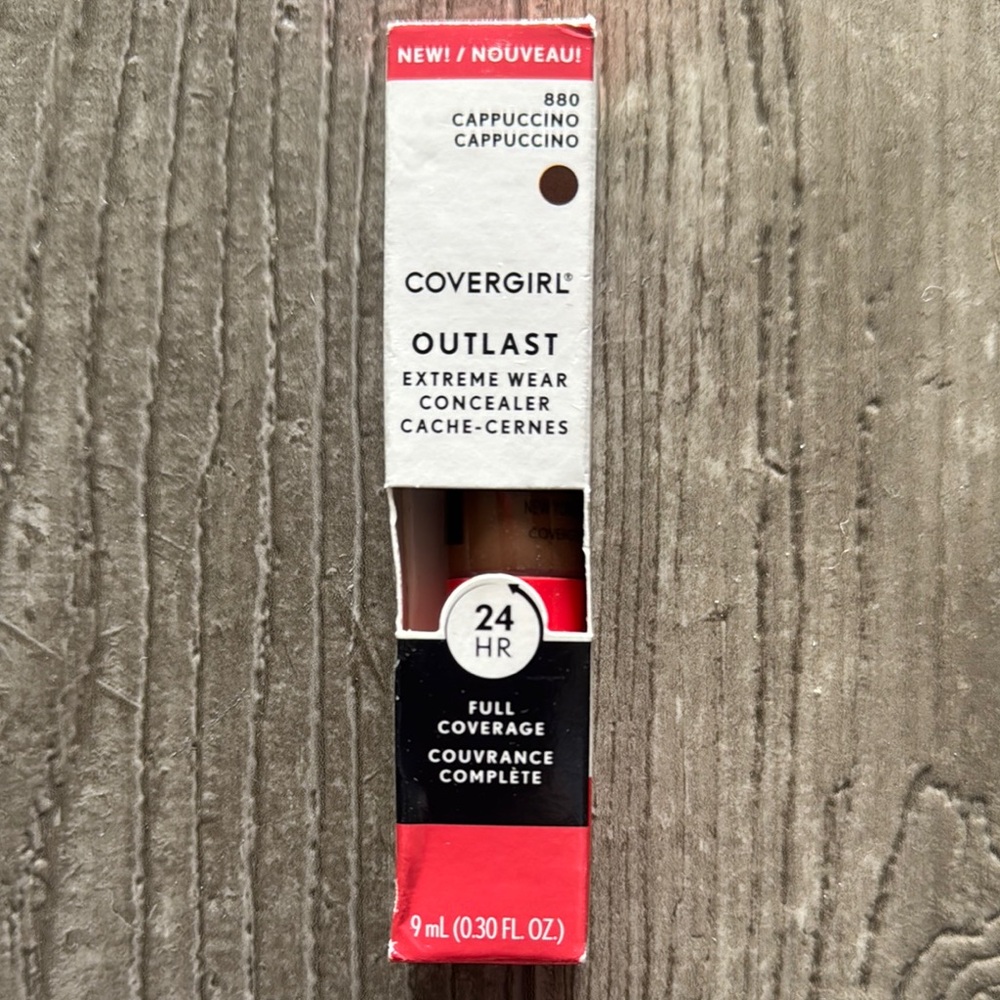 NEW! / NOUVEAU!
880
CAPPUCCINO
CAPPUCCINO
COVERGIRL®
OUTLAST
EXTREME WEAR
CONCEALER
CACHE-CERNES
24
HR
FULL
COVERAGE
COUVRANCE
COMPLÈTE
9 mL (0.30 FL. OZ.)